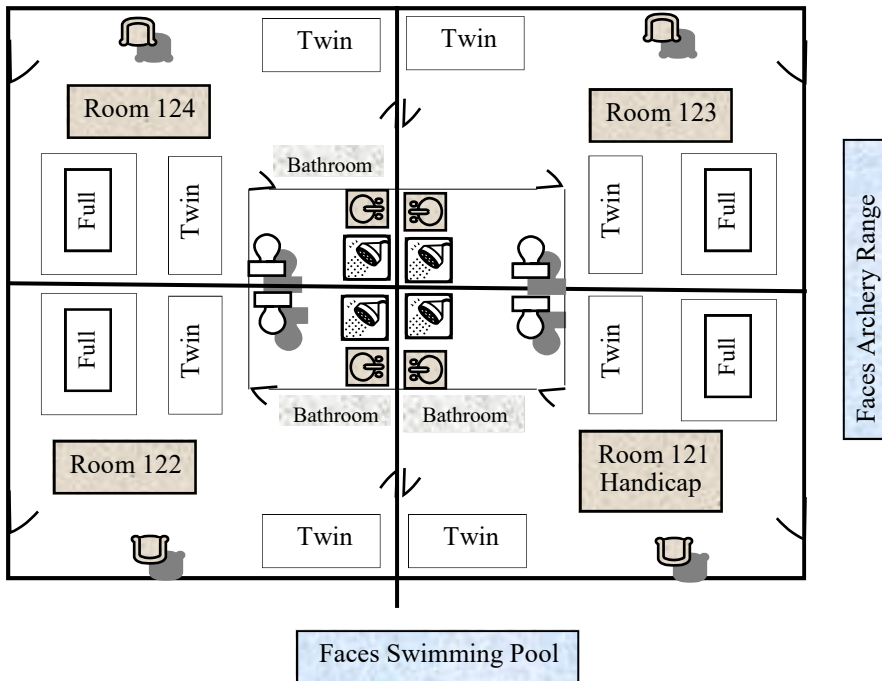 Twin
Twin
Room 124
Room 123
Bathroom
Full
Twin
Twin
Full
Faces Archery Range
Full
Twin
Twin
Full
Bathroom
Bathroom
Room 122
Room 121
Handicap
Twin
Twin
Faces Swimming Pool